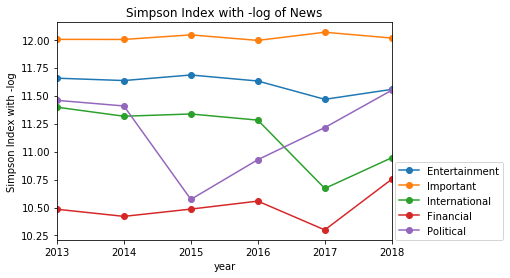 Simpson Index with -log of News
Simpson Index with -log
12.00
11.75
11.50
11.25
11.00
10.75
10.50
10.25
2013
2014
2015
2016
2017
2018
year
Entertainment
Important
International
Financial
Political